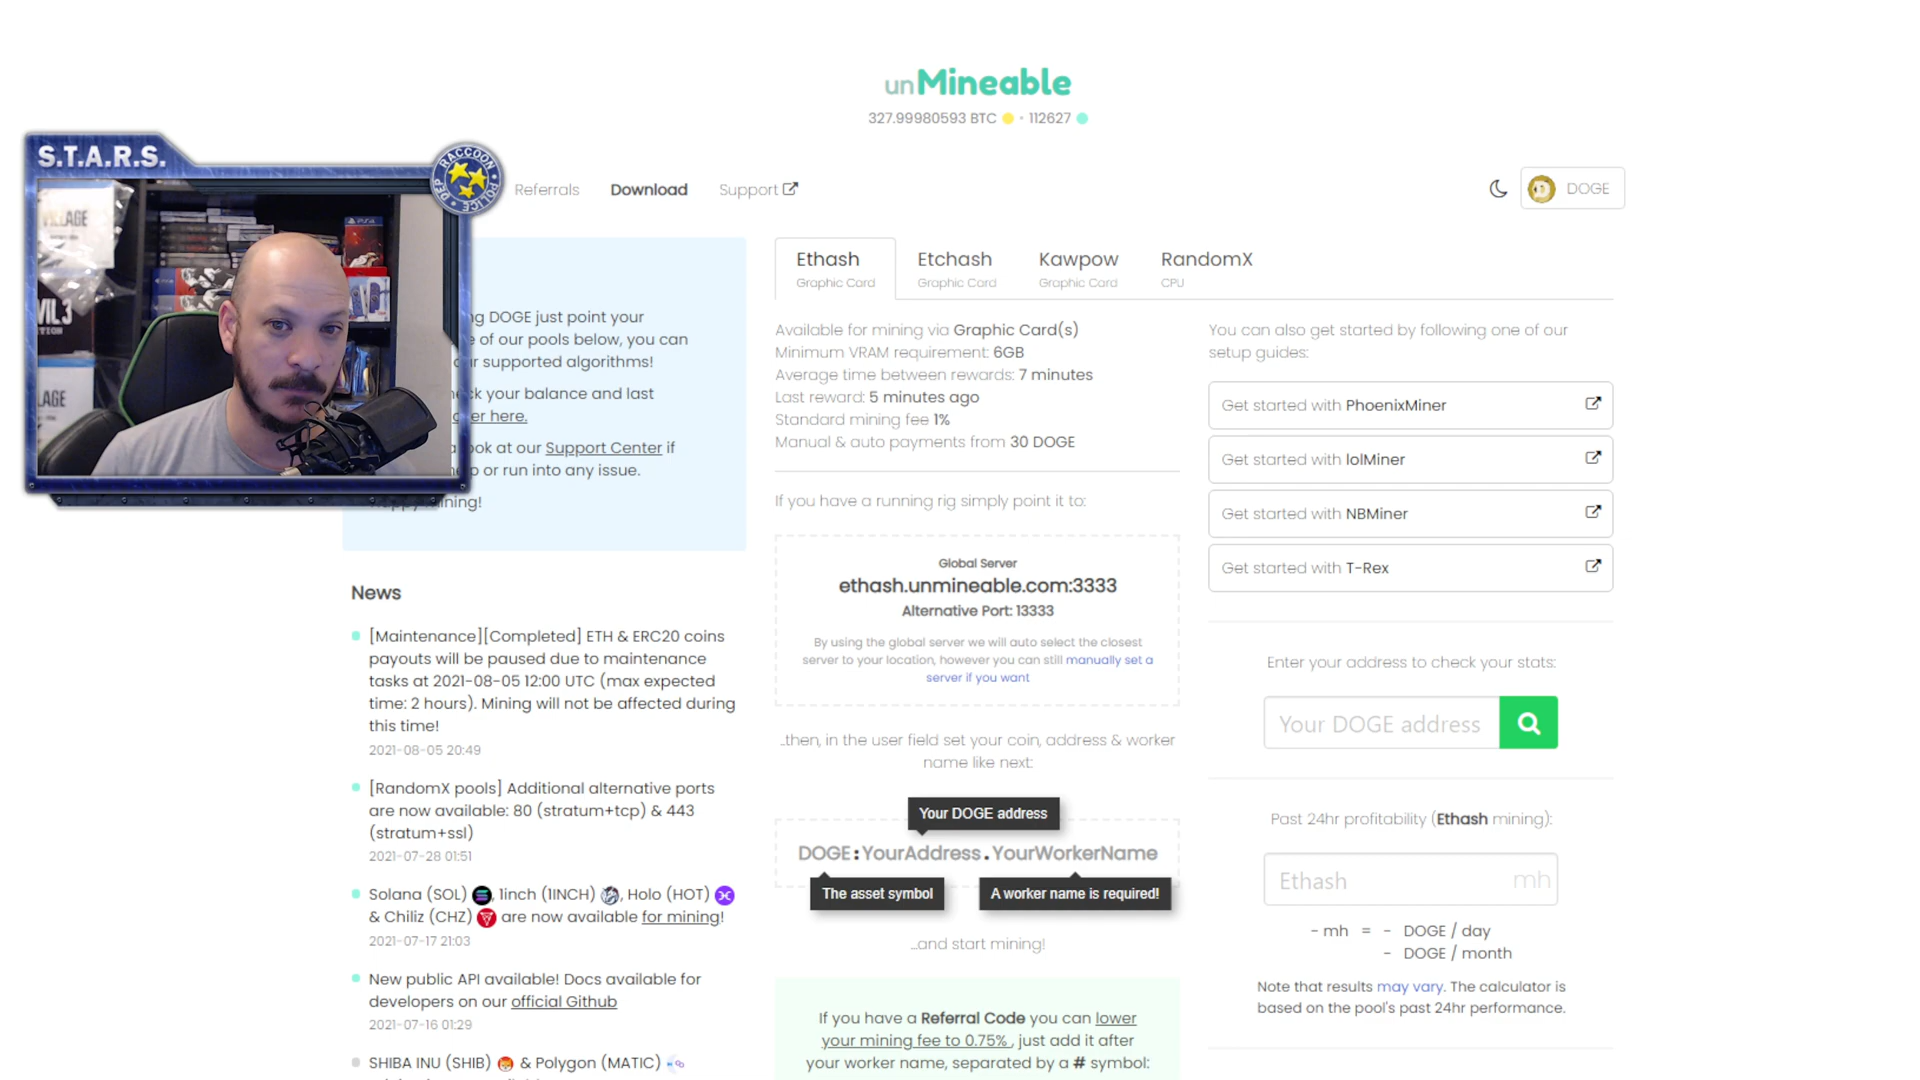 unMineable
327.99980593 BTC • 112627
S.T.A.R.S.
RACCOON
POLICE
Referrals
Download
Support
DOGE
VILLAGE
Ethash
Graphic Card
Etchash
Graphic Card
Kawpow
Graphic Card
RandomX
CPU
ng DOGE just point your
e of our pools below, you can
r supported algorithms!
ck your balance and last
er here.
ook at our Support Center if
p or run into any issue.
Happy mining!
News
[Maintenance][Completed] ETH & ERC20 coins
payouts will be paused due to maintenance
tasks at 2021-08-05 12:00 UTC (max expected
time: 2 hours). Mining will not be affected during
this time!
2021-08-05 20:49
[RandomX pools] Additional alternative ports
are now available: 80 (stratum+tcp) & 443
(stratum+ssl)
2021-07-28 01:51
Solana (SOL) , 1inch (1INCH) , Holo (HOT)
& Chiliz (CHZ) are now available for mining!
2021-07-17 21:03
New public API available! Docs available for
developers on our official Github
2021-07-16 01:29
SHIBA INU (SHIB) & Polygon (MATIC)
Available for mining via Graphic Card(s)
Minimum VRAM requirement: 6GB
Average time between rewards: 7 minutes
Last reward: 5 minutes ago
Standard mining fee 1%
Manual & auto payments from 30 DOGE
If you have a running rig simply point it to:
Global Server
ethash.unmineable.com:3333
Alternative Port: 13333
By using the global server we will auto select the closest
server to your location, however you can still manually set a
server if you want
...then, in the user field set your coin, address & worker
name like next:
Your DOGE address
DOGE:YourAddress.YourWorkerName
The asset symbol
A worker name is required!
...and start mining!
If you have a Referral Code you can lower
your mining fee to 0.75% , just add it after
your worker name, separated by a # symbol:
You can also get started by following one of our
setup guides:
Get started with PhoenixMiner
Get started with lolMiner
Get started with NBMiner
Get started with T-Rex
Enter your address to check your stats:
Your DOGE address
Past 24hr profitability (Ethash mining):
Ethash mh
- mh = - DOGE / day
- DOGE / month
Note that results may vary. The calculator is
based on the pool's past 24hr performance.